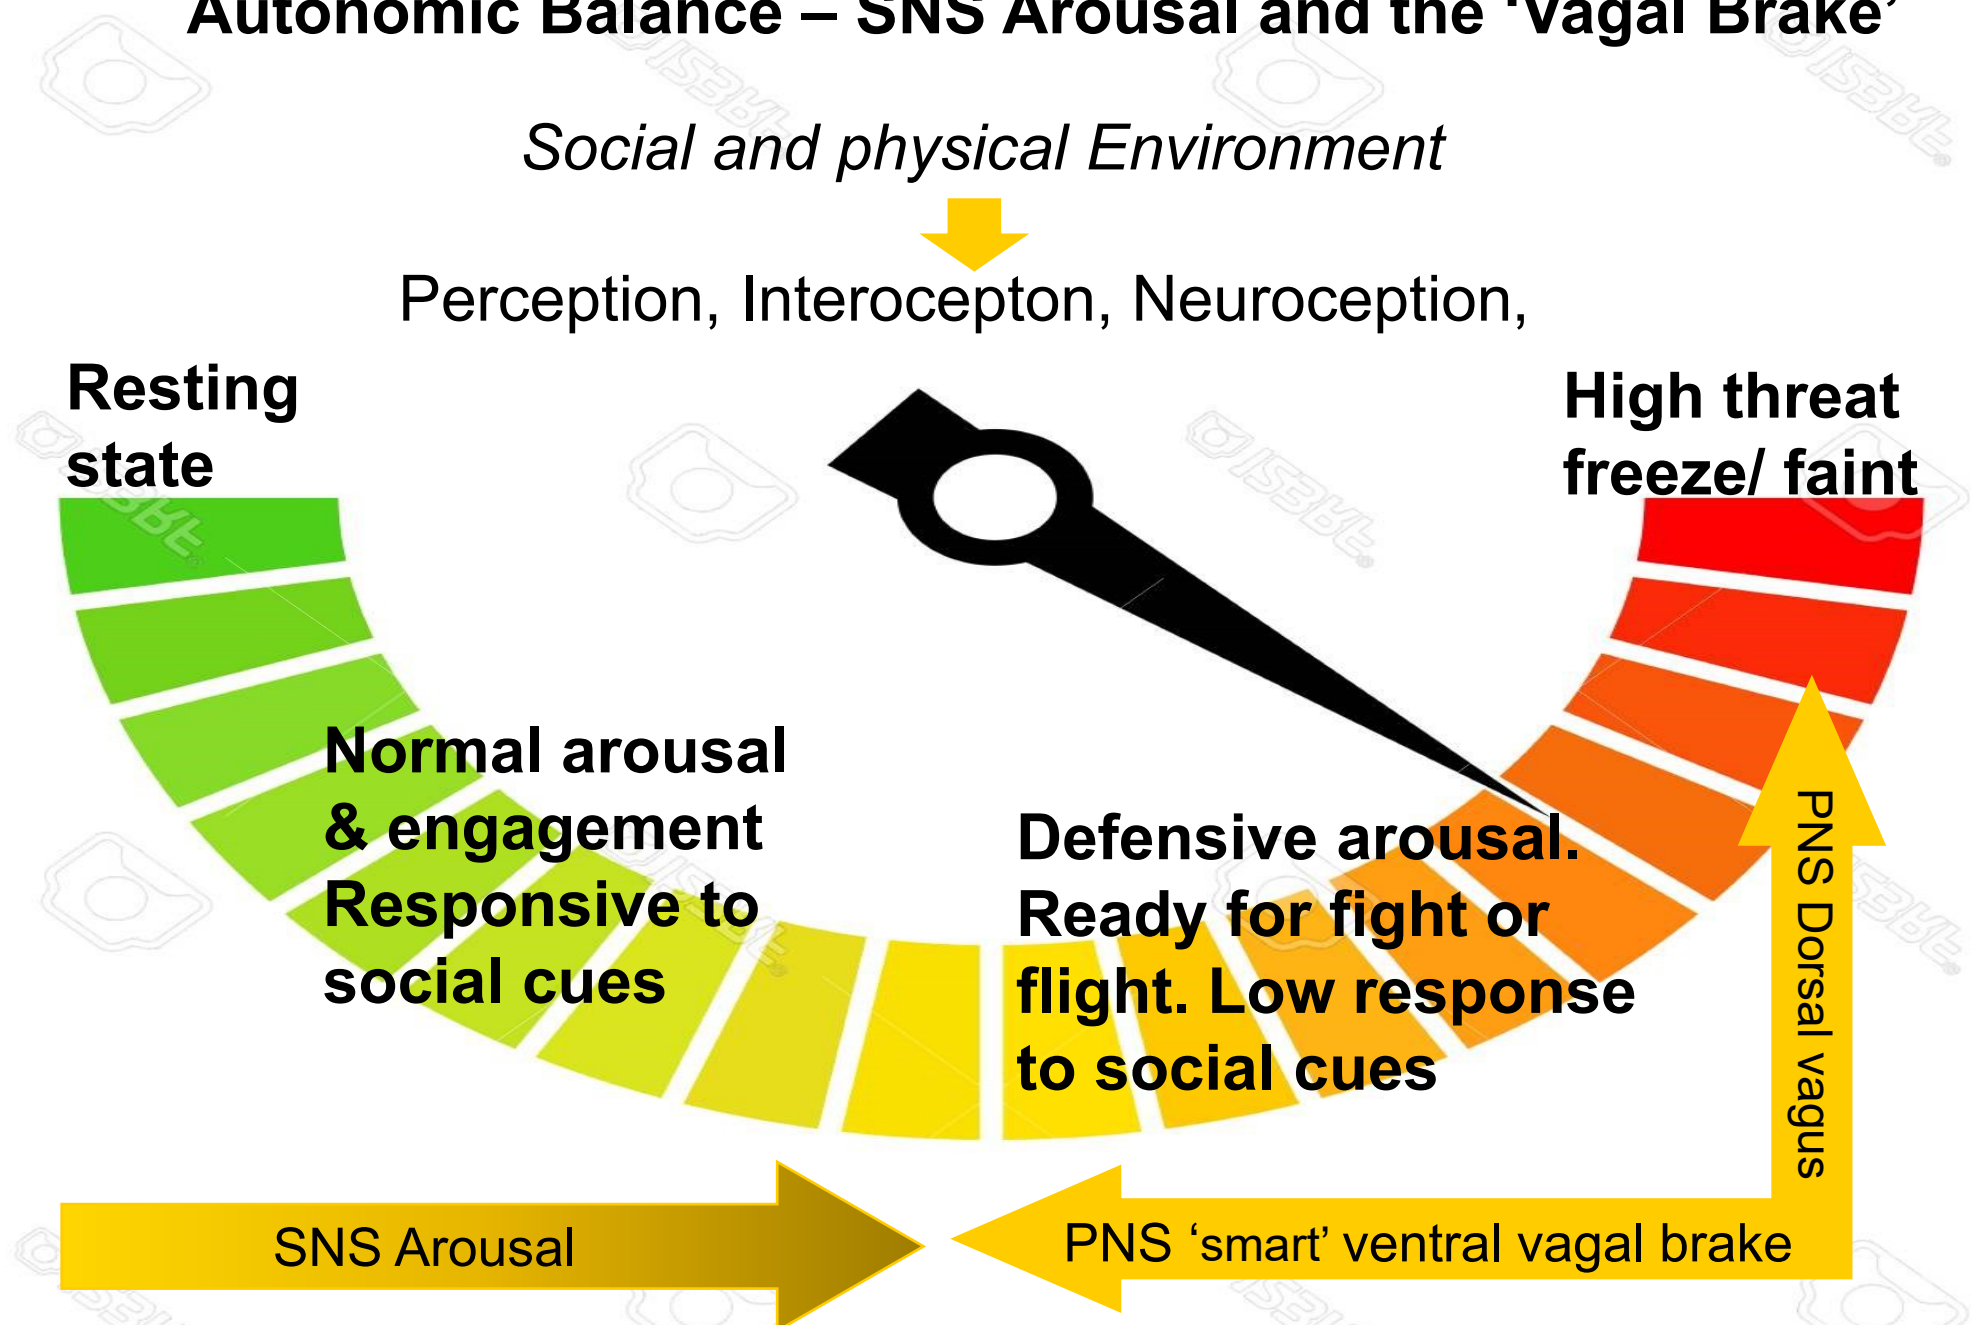 Autonomic Balance – SNS Arousal and the ‘Vagal Brake’
Social and physical Environment
Perception, Interocepton, Neuroception,
Resting
state
High threat
freeze/ faint
Normal arousal
& engagement
Responsive to
social cues
Defensive arousal.
Ready for fight or
flight. Low response
to social cues
PNS Dorsal vagus
SNS Arousal
PNS ‘smart’ ventral vagal brake